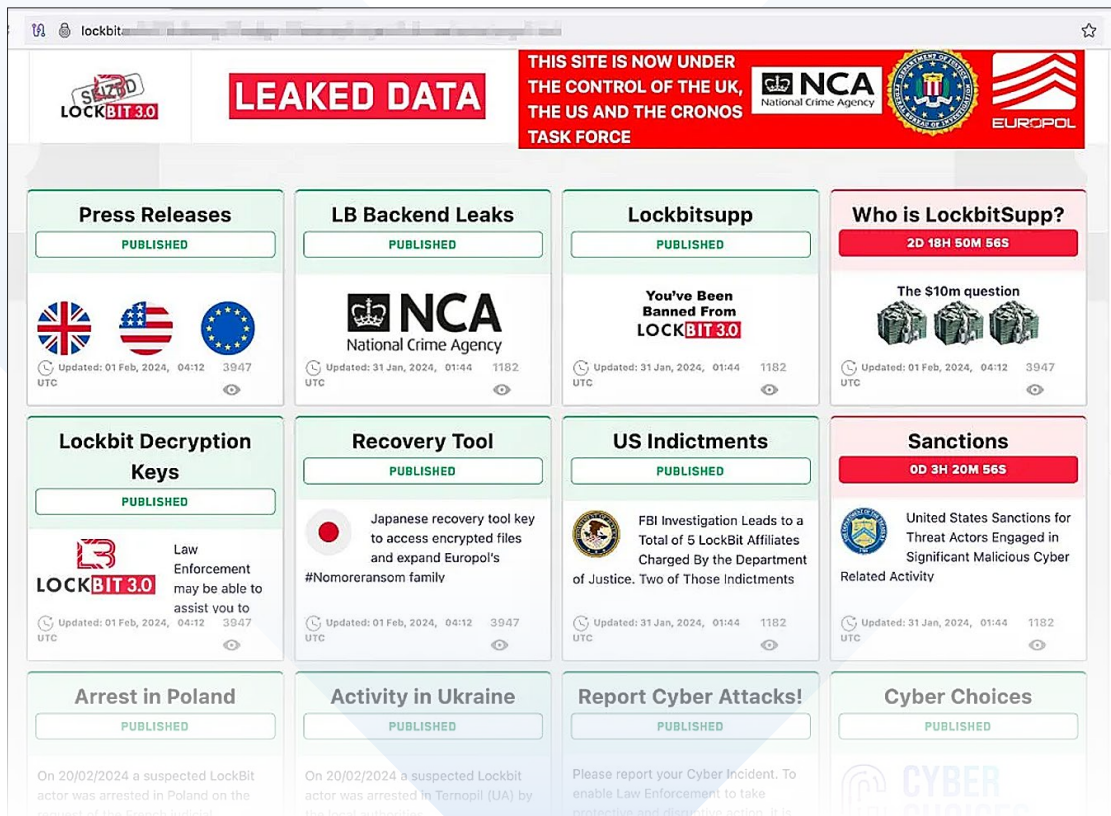 lockbit
SEIZED
LOCKBIT 3.0
LEAKED DATA
THIS SITE IS NOW UNDER
THE CONTROL OF THE UK,
THE US AND THE CRONOS
TASK FORCE
NCA
National Crime Agency
EUROPOL
Press Releases
PUBLISHED
Updated: 01 Feb, 2024, 04:12 3947
UTC
LB Backend Leaks
PUBLISHED
NCA
National Crime Agency
Updated: 31 Jan, 2024, 01:44 1182
UTC
Lockbitsupp
PUBLISHED
You've Been
Banned From
LOCKBIT 3.0
Updated: 31 Jan, 2024, 01:44 1182
UTC
Who is LockbitSupp?
2D 18H 50M 56S
The $10m question
Updated: 01 Feb, 2024, 04:12 3947
UTC
Lockbit Decryption
Keys
PUBLISHED
LOCKBIT 3.0
Law
Enforcement
may be able to
assist you to
Updated: 01 Feb, 2024, 04:12 3947
UTC
Recovery Tool
PUBLISHED
Japanese recovery tool key
to access encrypted files
and expand Europol's
#Nomoreransom family
Updated: 01 Feb, 2024, 04:12 3947
UTC
US Indictments
PUBLISHED
FBI Investigation Leads to a
Total of 5 LockBit Affiliates
Charged By the Department
of Justice. Two of Those Indictments
Updated: 31 Jan, 2024, 01:44 1182
UTC
Sanctions
0D 3H 20M 56S
United States Sanctions for
Threat Actors Engaged in
Significant Malicious Cyber
Related Activity
Updated: 31 Jan, 2024, 01:44 1182
UTC
Arrest in Poland
PUBLISHED
On 20/02/2024 a suspected LockBit
actor was arrested in Poland on the
request of the French judicial
Activity in Ukraine
PUBLISHED
On 20/02/2024 a suspected Lockbit
actor was arrested in Ternopil (UA) by
the local authorities
Report Cyber Attacks!
PUBLISHED
Please report your Cyber Incident. To
enable Law Enforcement to take
protective and disruptive action, it is
Cyber Choices
PUBLISHED
CYBER
CHOICES